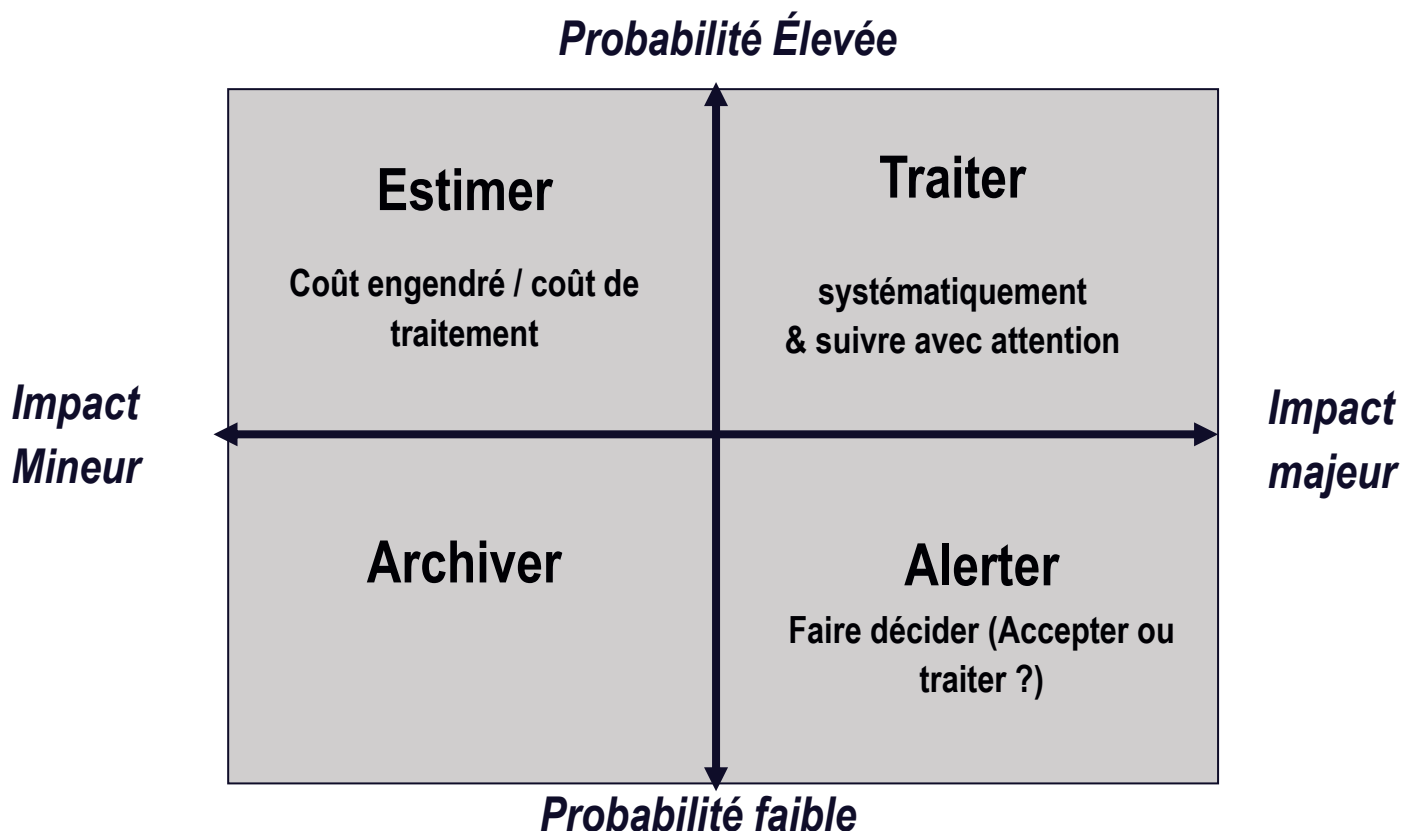 Probabilité Élevée
Estimer
Coût engendré / coût de
traitement
Traiter
systématiquement
& suivre avec attention
Impact
Mineur
Impact
majeur
Archiver
Alerter
Faire décider (Accepter ou
traiter ?)
Probabilité faible